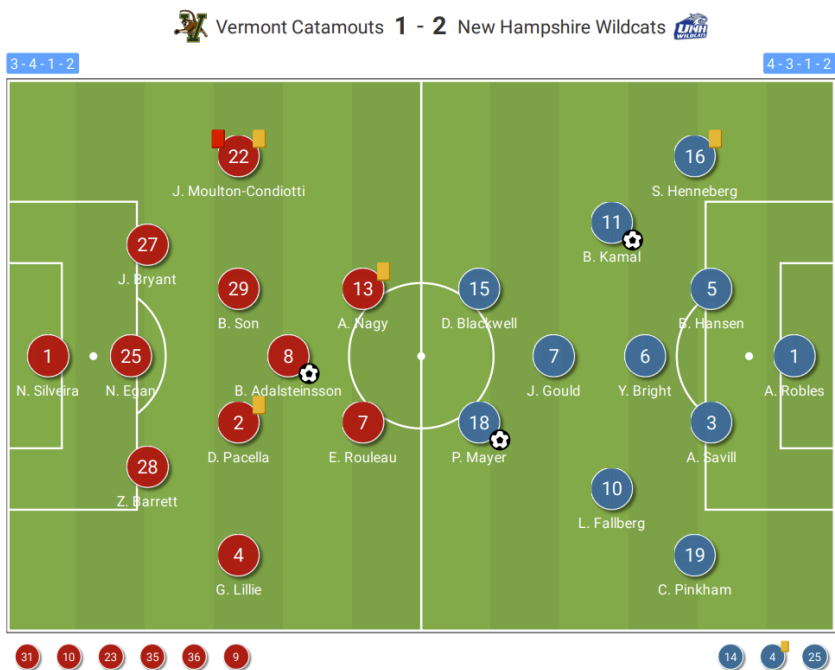 Vermont Catamouts 1 - 2 New Hampshire Wildcats UNH WILDCATS
3 - 4 - 1 - 2
4 - 3 - 1 - 2
22
J. Moulton-Condiotti
16
S. Henneberg
11
B. Kamal
27
J. Bryant
29
B. Son
13
A. Nagy
15
D. Blackwell
5
B. Hansen
1
N. Silveira
25
N. Egan
8
B. Adalsteinsson
7
J. Gould
6
Y. Bright
1
A. Robles
2
D. Pacella
7
E. Rouleau
18
P. Mayer
3
A. Savill
28
Z. Barrett
10
L. Fallberg
4
G. Lillie
19
C. Pinkham
31 10 23 35 36 9
14 4 25